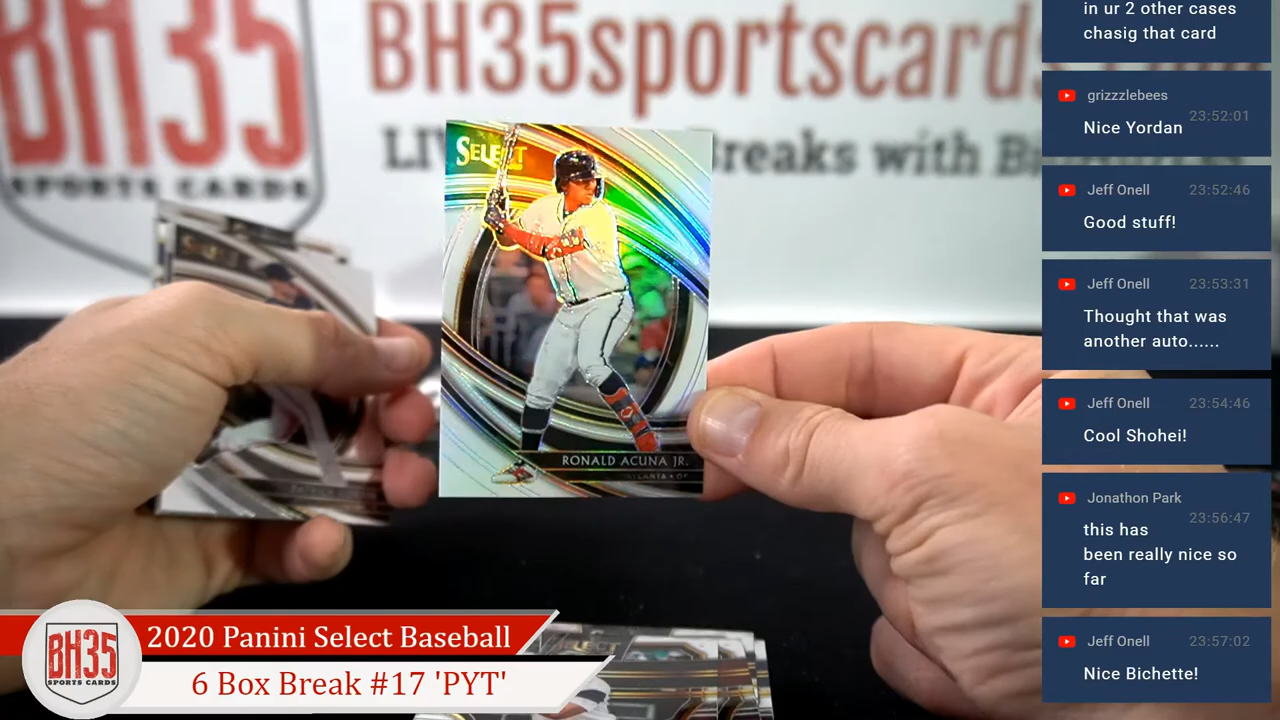 BH35
SPORTS CARDS
BH35sportscards.
Breaks with
SELECT
RONALD ACUNA JR.
ATLANTA • OF
in ur 2 other cases
chasig that card
grizzzlebees
23:52:01
Nice Yordan
Jeff Onell 23:52:46
Good stuff!
Jeff Onell 23:53:31
Thought that was
another auto......
Jeff Onell 23:54:46
Cool Shohei!
Jonathon Park
23:56:47
this has
been really nice so
far
Jeff Onell 23:57:02
Nice Bichette!
BH35
SPORTS CARDS
2020 Panini Select Baseball
6 Box Break #17 'PYT'